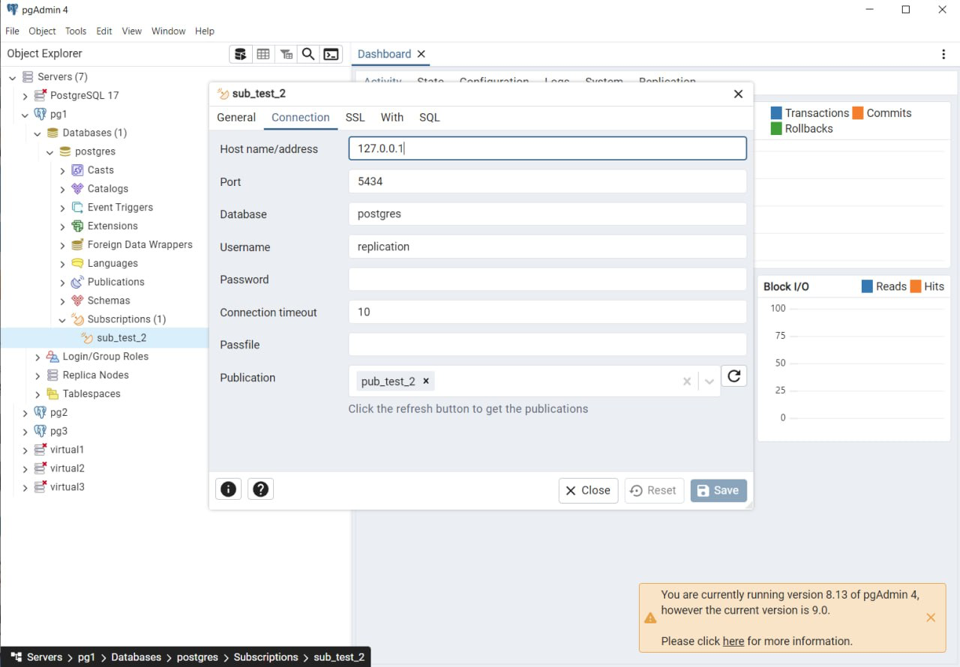 pgAdmin 4
File Object Tools Edit View Window Help
Object Explorer
Dashboard
Servers (7)
PostgreSQL 17
pg1
Databases (1)
postgres
Casts
Catalogs
Event Triggers
Extensions
Foreign Data Wrappers
Languages
Publications
Schemas
Subscriptions (1)
sub_test_2
Login/Group Roles
Replica Nodes
Tablespaces
pg2
pg3
virtual1
virtual2
virtual3
Activity State Configuration Logs System Replication
sub_test_2
General Connection SSL With SQL
Host name/address 127.0.0.1
Port 5434
Database postgres
Username replication
Password
Connection timeout 10
Passfile
Publication pub_test_2
Click the refresh button to get the publications
Close Reset Save
Transactions Commits
Rollbacks
Block I/O Reads Hits
100
75
50
25
0
You are currently running version 8.13 of pgAdmin 4,
however the current version is 9.0.
Please click here for more information.
Servers > pg1 > Databases > postgres > Subscriptions > sub_test_2